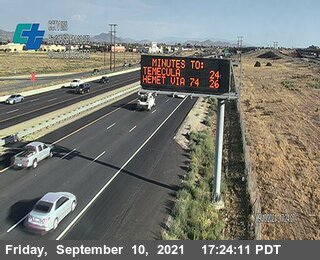 MINUTES TO:
TEMECULA 24
HEMET VIA 74 26
Friday, September 10, 2021 17:24:11 PDT